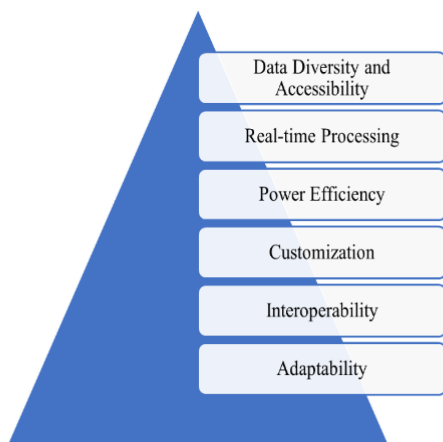 Data Diversity and
Accessibility
Real-time Processing
Power Efficiency
Customization
Interoperability
Adaptability